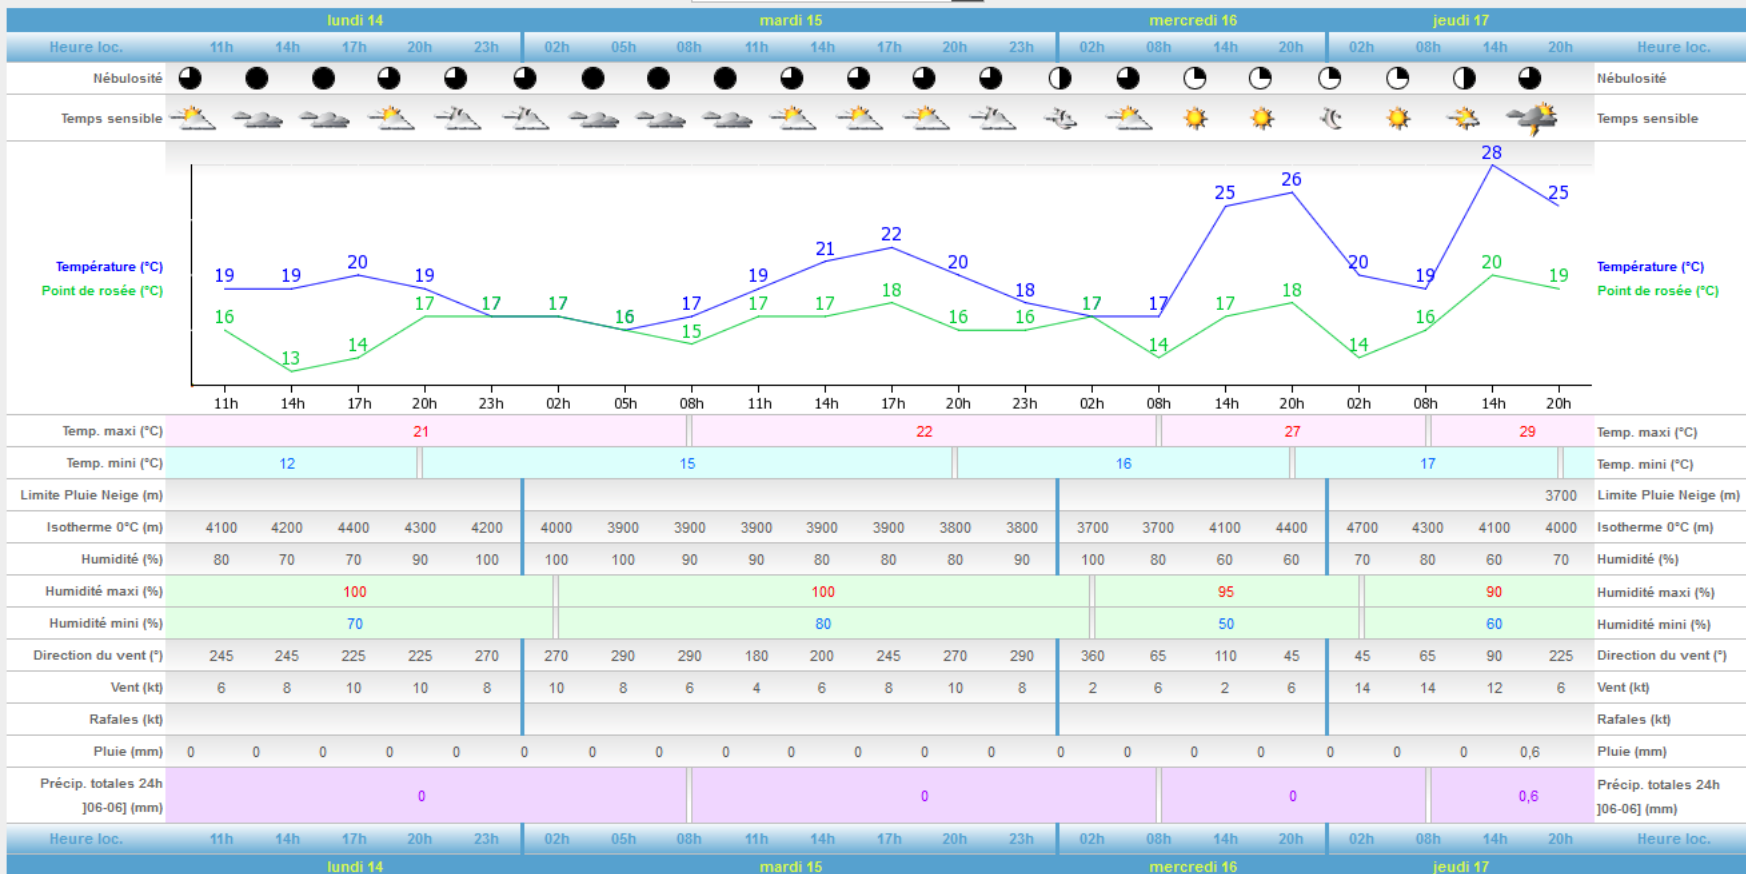 lundi 14 mardi 15 mercredi 16 jeudi 17
Heure loc. 11h 14h 17h 20h 23h 02h 05h 08h 11h 14h 17h 20h 23h 02h 08h 14h 20h 02h 08h 14h 20h Heure loc.
Nébulosité Nébulosité
Temps sensible Temps sensible
28
26
25 25
22
21
20 20 20 20
19 19 19 19 19 19
18 18 18
Température (°C) Température (°C)
Point de rosée (°C) Point de rosée (°C)
17 17 17 17 17 17 17 17 17
16 16 16 16 16
15
14 14 14
13
11h 14h 17h 20h 23h 02h 05h 08h 11h 14h 17h 20h 23h 02h 08h 14h 20h 02h 08h 14h 20h
Temp. maxi (°C) 21 22 27 29 Temp. maxi (°C)
Temp. mini (°C) 12 15 16 17 Temp. mini (°C)
Limite Pluie Neige (m) 3700 Limite Pluie Neige (m)
Isotherme 0°C (m) 4100 4200 4400 4300 4200 4000 3900 3900 3900 3900 3900 3800 3800 3700 3700 4100 4400 4700 4300 4100 4000 Isotherme 0°C (m)
Humidité (%) 80 70 70 90 100 100 100 90 90 80 80 80 90 100 80 60 60 70 80 60 70 Humidité (%)
Humidité maxi (%) 100 100 95 90 Humidité maxi (%)
Humidité mini (%) 70 80 50 60 Humidité mini (%)
Direction du vent (°) 245 245 225 225 270 270 290 290 180 200 245 270 290 360 65 110 45 45 65 90 225 Direction du vent (°)
Vent (kt) 6 8 10 10 8 10 8 6 4 6 8 10 8 2 6 2 6 14 14 12 6 Vent (kt)
Rafales (kt) Rafales (kt)
Pluie (mm) 0 0 0 0 0 0 0 0 0 0 0 0 0 0 0 0 0 0 0 0 0,6 Pluie (mm)
Précip. totales 24h Précip. totales 24h
0 0 0 0,6
]06-06] (mm) ]06-06] (mm)
Heure loc. 11h 14h 17h 20h 23h 02h 05h 08h 11h 14h 17h 20h 23h 02h 08h 14h 20h 02h 08h 14h 20h Heure loc.
lundi 14 mardi 15 mercredi 16 jeudi 17